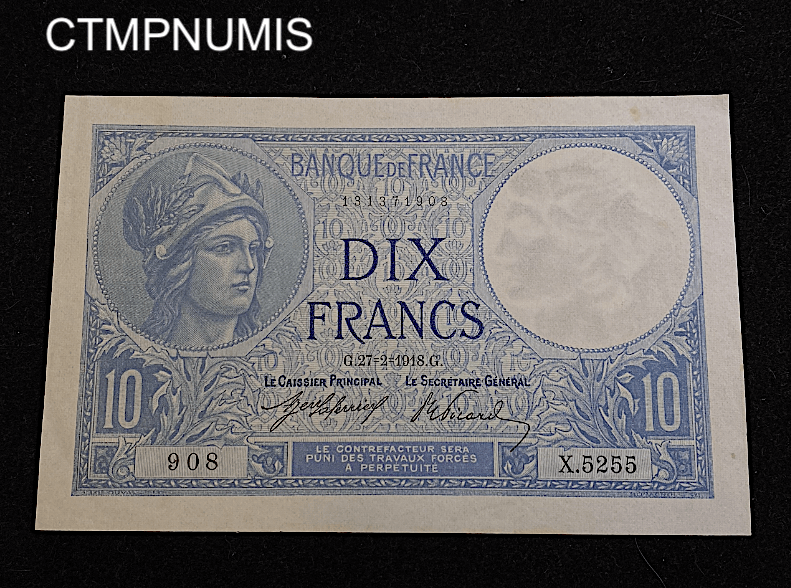 CTMPNUMIS
BANQUE DE FRANCE
131371908
DIX
FRANCS
G.27=2=1918.G.
LE CAISSIER PRINCIPAL LE SECRÉTAIRE GÉNÉRAL
10 10
908 X.5255
LE CONTREFACTEUR SERA
PUNI DES TRAVAUX FORCÉS
À PERPÉTUITÉ